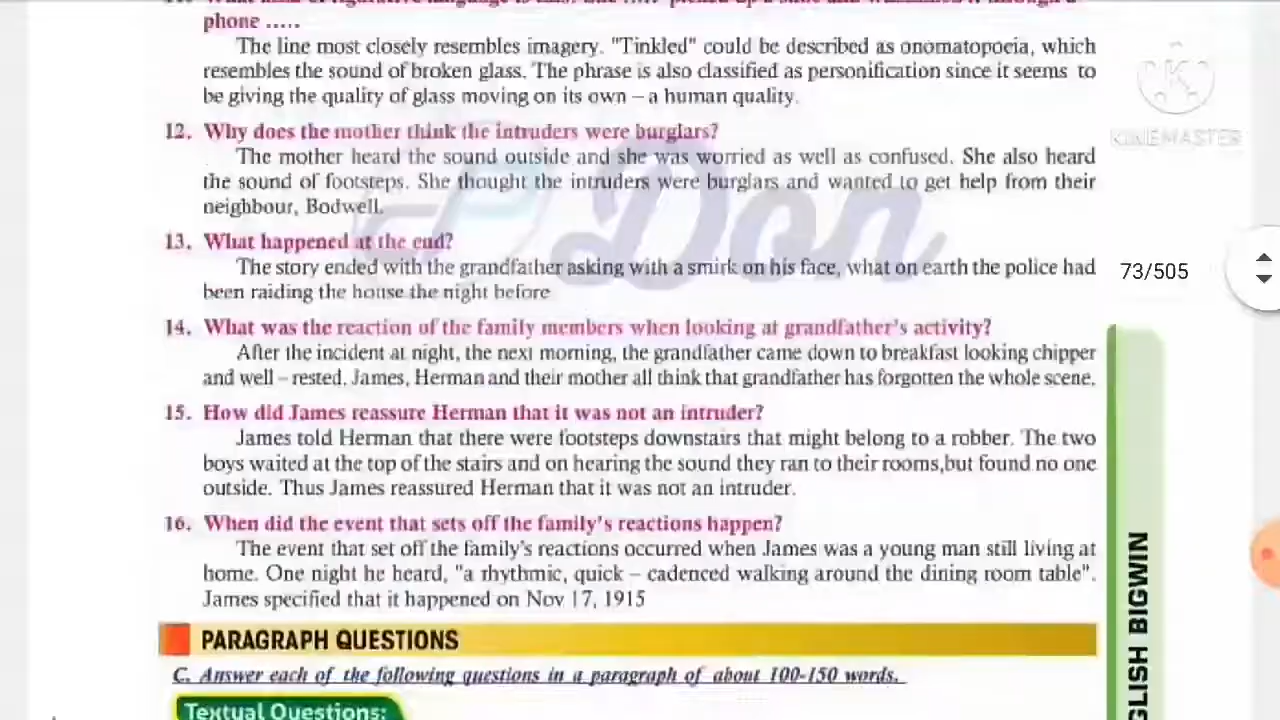 phone .....
The line most closely resembles imagery. "Tinkled" could be described as onomatopoeia, which
resembles the sound of broken glass. The phrase is also classified as personification since it seems to
be giving the quality of glass moving on its own – a human quality.
12. Why does the mother think the intruders were burglars?
The mother heard the sound outside and she was worried as well as confused. She also heard
the sound of footsteps. She thought the intruders were burglars and wanted to get help from their
neighbour, Bodwell.
13. What happened at the end?
The story ended with the grandfather asking with a smirk on his face, what on earth the police had
been raiding the house the night before
14. What was the reaction of the family members when looking at grandfather's activity?
After the incident at night, the next morning, the grandfather came down to breakfast looking chipper
and well – rested. James, Herman and their mother all think that grandfather has forgotten the whole scene.
15. How did James reassure Herman that it was not an intruder?
James told Herman that there were footsteps downstairs that might belong to a robber. The two
boys waited at the top of the stairs and on hearing the sound they ran to their rooms,but found no one
outside. Thus James reassured Herman that it was not an intruder.
16. When did the event that sets off the family's reactions happen?
The event that set off the family's reactions occurred when James was a young man still living at
home. One night he heard, "a rhythmic, quick – cadenced walking around the dining room table".
James specified that it happened on Nov 17, 1915
PARAGRAPH QUESTIONS
C. Answer each of the following questions in a paragraph of about 100-150 words.
Textual Questions:
Don
K
KINEMASTER
73/505
GLISH BIGWIN